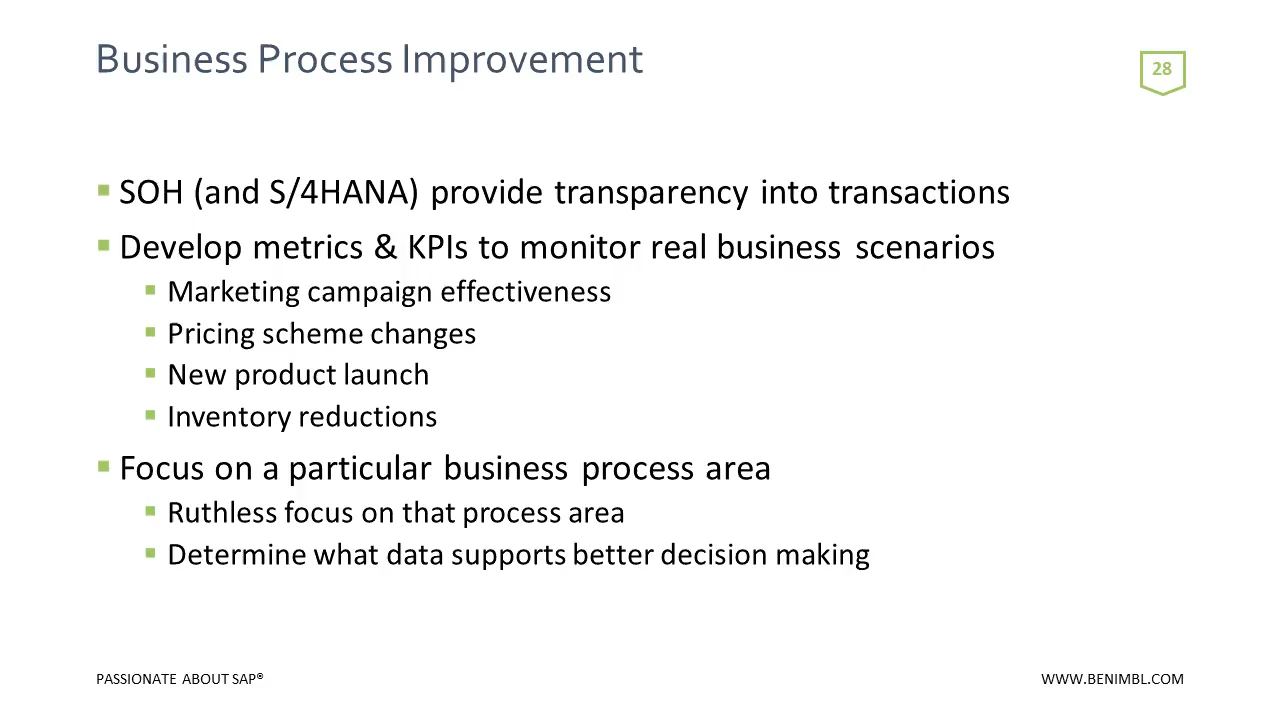 Business Process Improvement
28
SOH (and S/4HANA) provide transparency into transactions
Develop metrics & KPIs to monitor real business scenarios
Marketing campaign effectiveness
Pricing scheme changes
New product launch
Inventory reductions
Focus on a particular business process area
Ruthless focus on that process area
Determine what data supports better decision making
PASSIONATE ABOUT SAP®
WWW.BENIMBL.COM